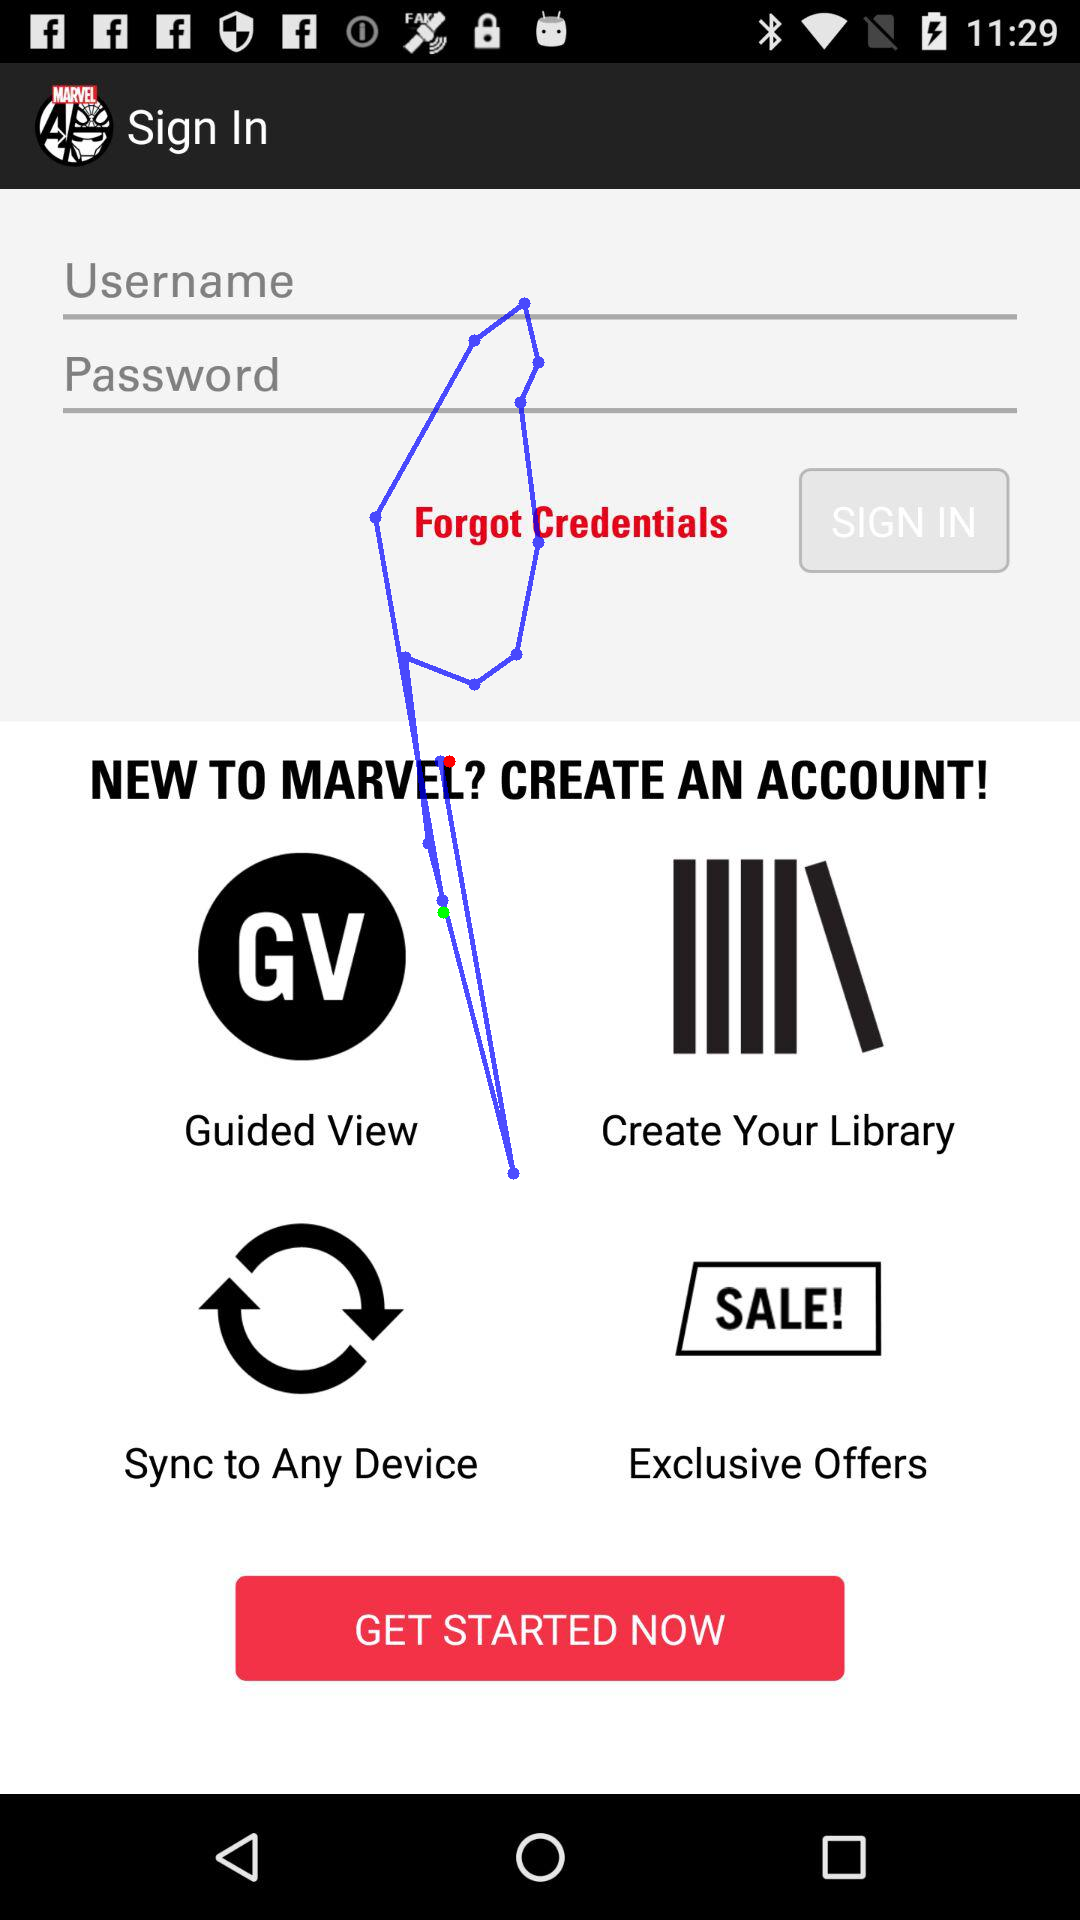 FAKE
11:29
MARVEL
Sign In
Username
Password
Forgot Credentials
SIGN IN
NEW TO MARVEL? CREATE AN ACCOUNT!
GV
Guided View
Create Your Library
SALE!
Sync to Any Device
Exclusive Offers
GET STARTED NOW